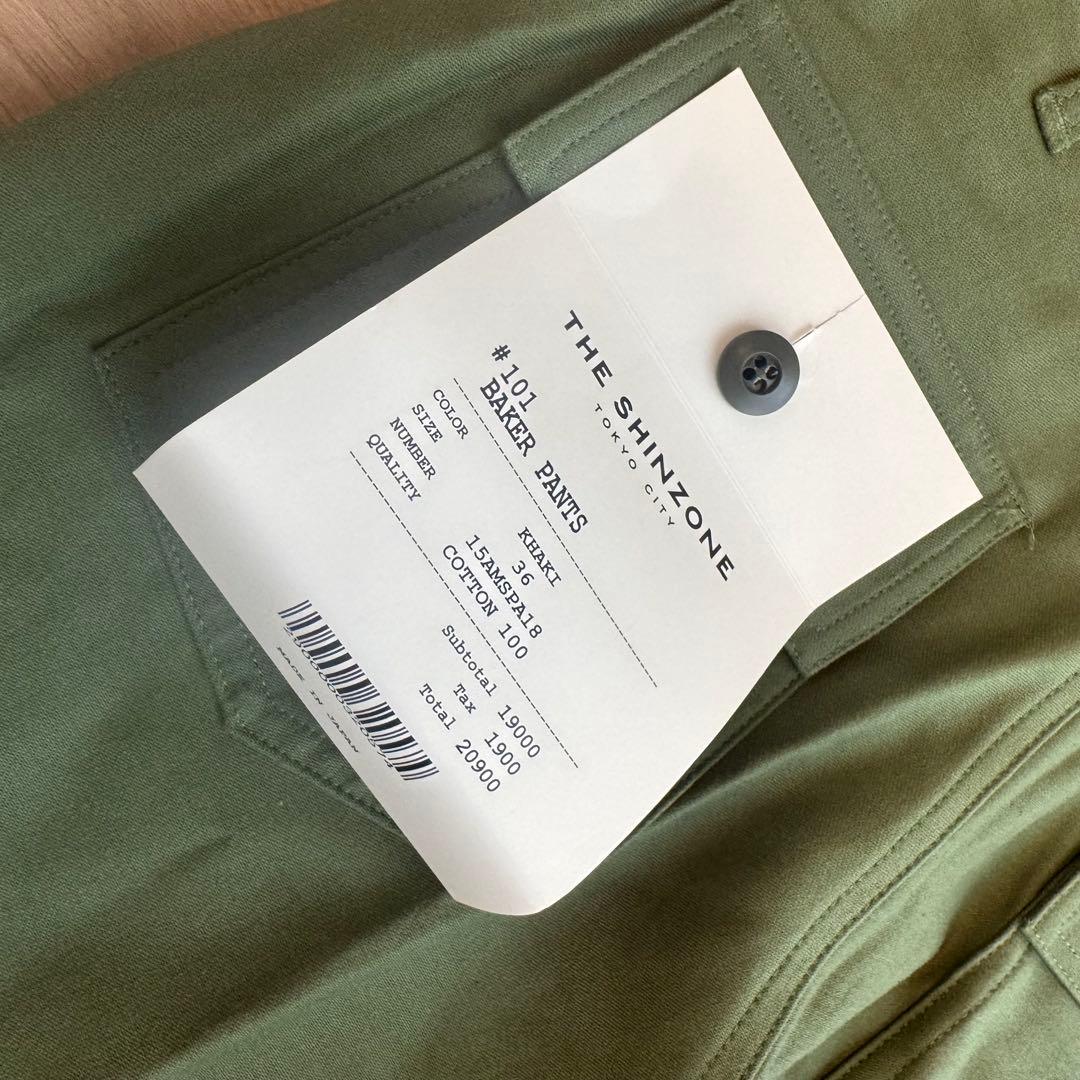 THE SHINZONE
TOKYO CITY
#101
BAKER PANTS
COLOR KHAKI
SIZE 36
NUMBER 15AMSPA18
QUALITY COTTON 100
Subtotal 19000
Tax 1900
Total 20900
MADE IN JAPAN